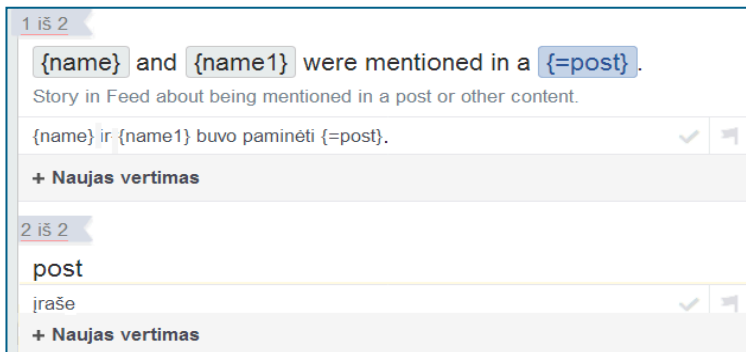 1 iš 2
{name} and {name1} were mentioned in a {=post}.
Story in Feed about being mentioned in a post or other content.
{name} ir {name1} buvo paminėti {=post}.
+ Naujas vertimas
2 iš 2
post
įraše
+ Naujas vertimas